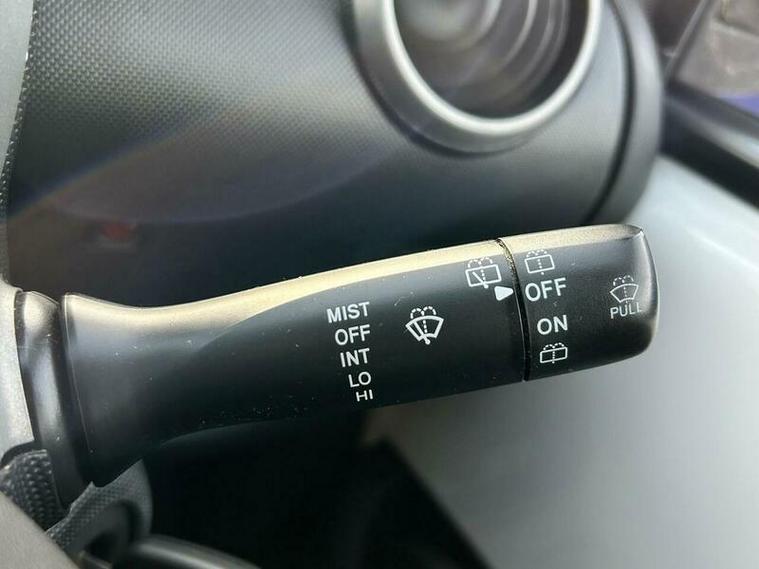 MIST
OFF
INT
LO
HI
OFF
ON
PULL